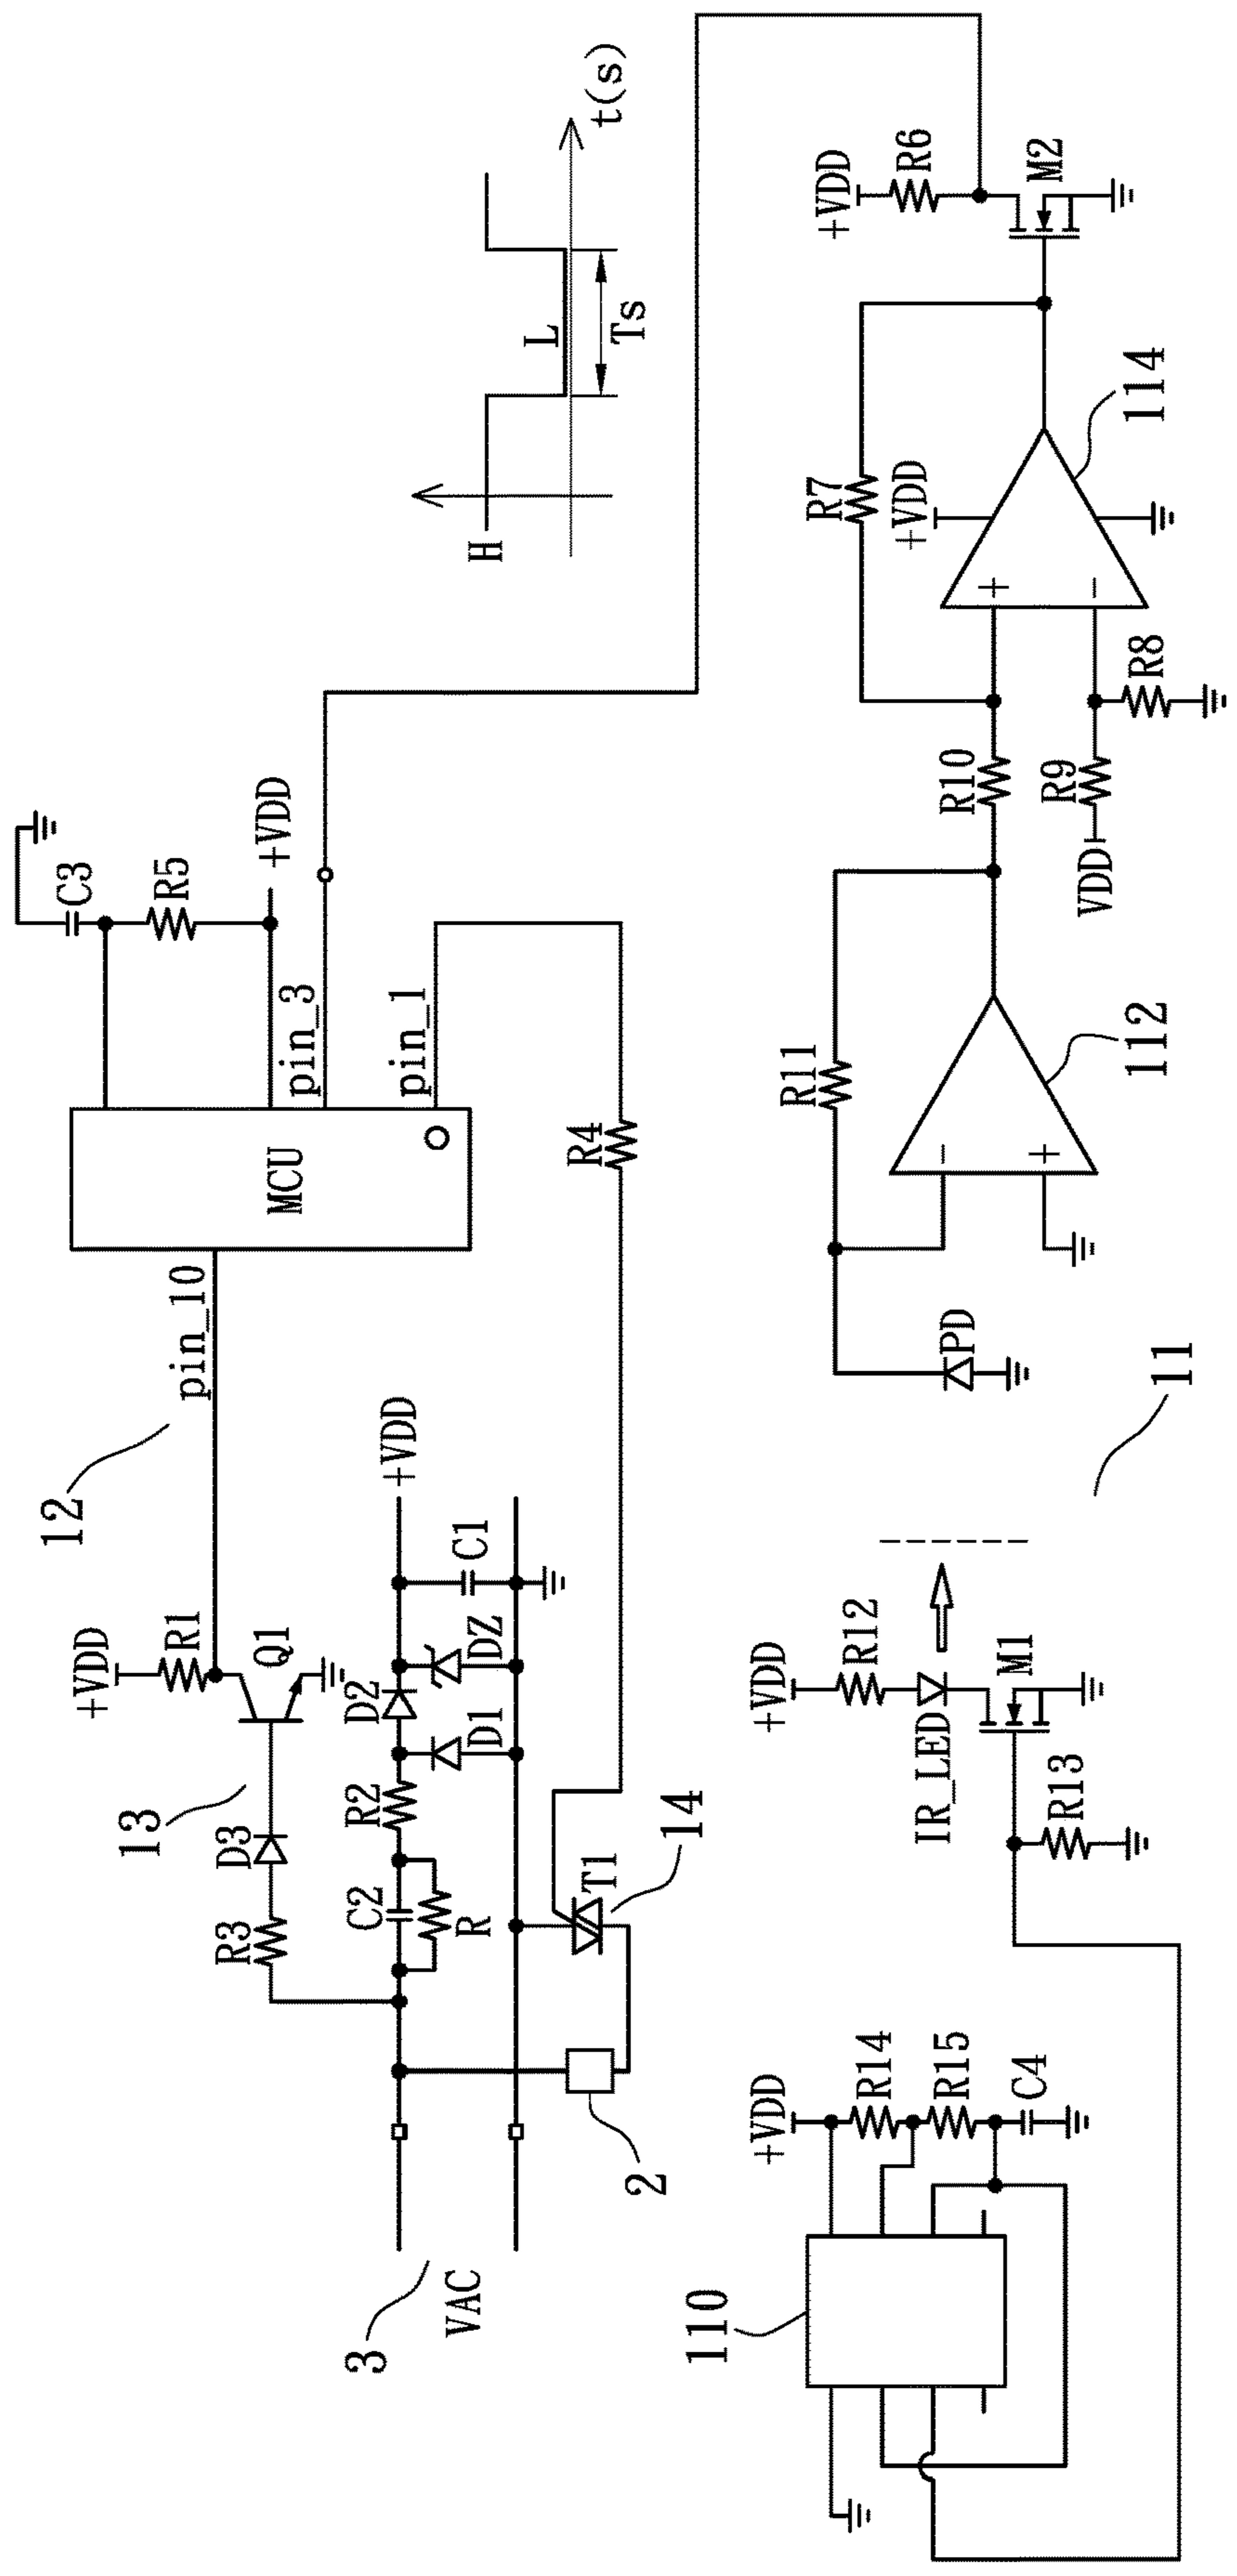 +VDD
R1
Q1
13
D3
R3
12
pin_10
MCU
C3
R5
+VDD
pin_3
pin_1
R4
H
L
Ts
t(s)
3
VAC
C2
R
R2
D2
D1
DZ
C1
+VDD
T1
14
2
110
+VDD
R14
R15
C4
+VDD
R12
IR_LED
M1
R13
11
PD
R11
112
R10
R9
VDD
R8
R7
+VDD
114
+VDD
R6
M2